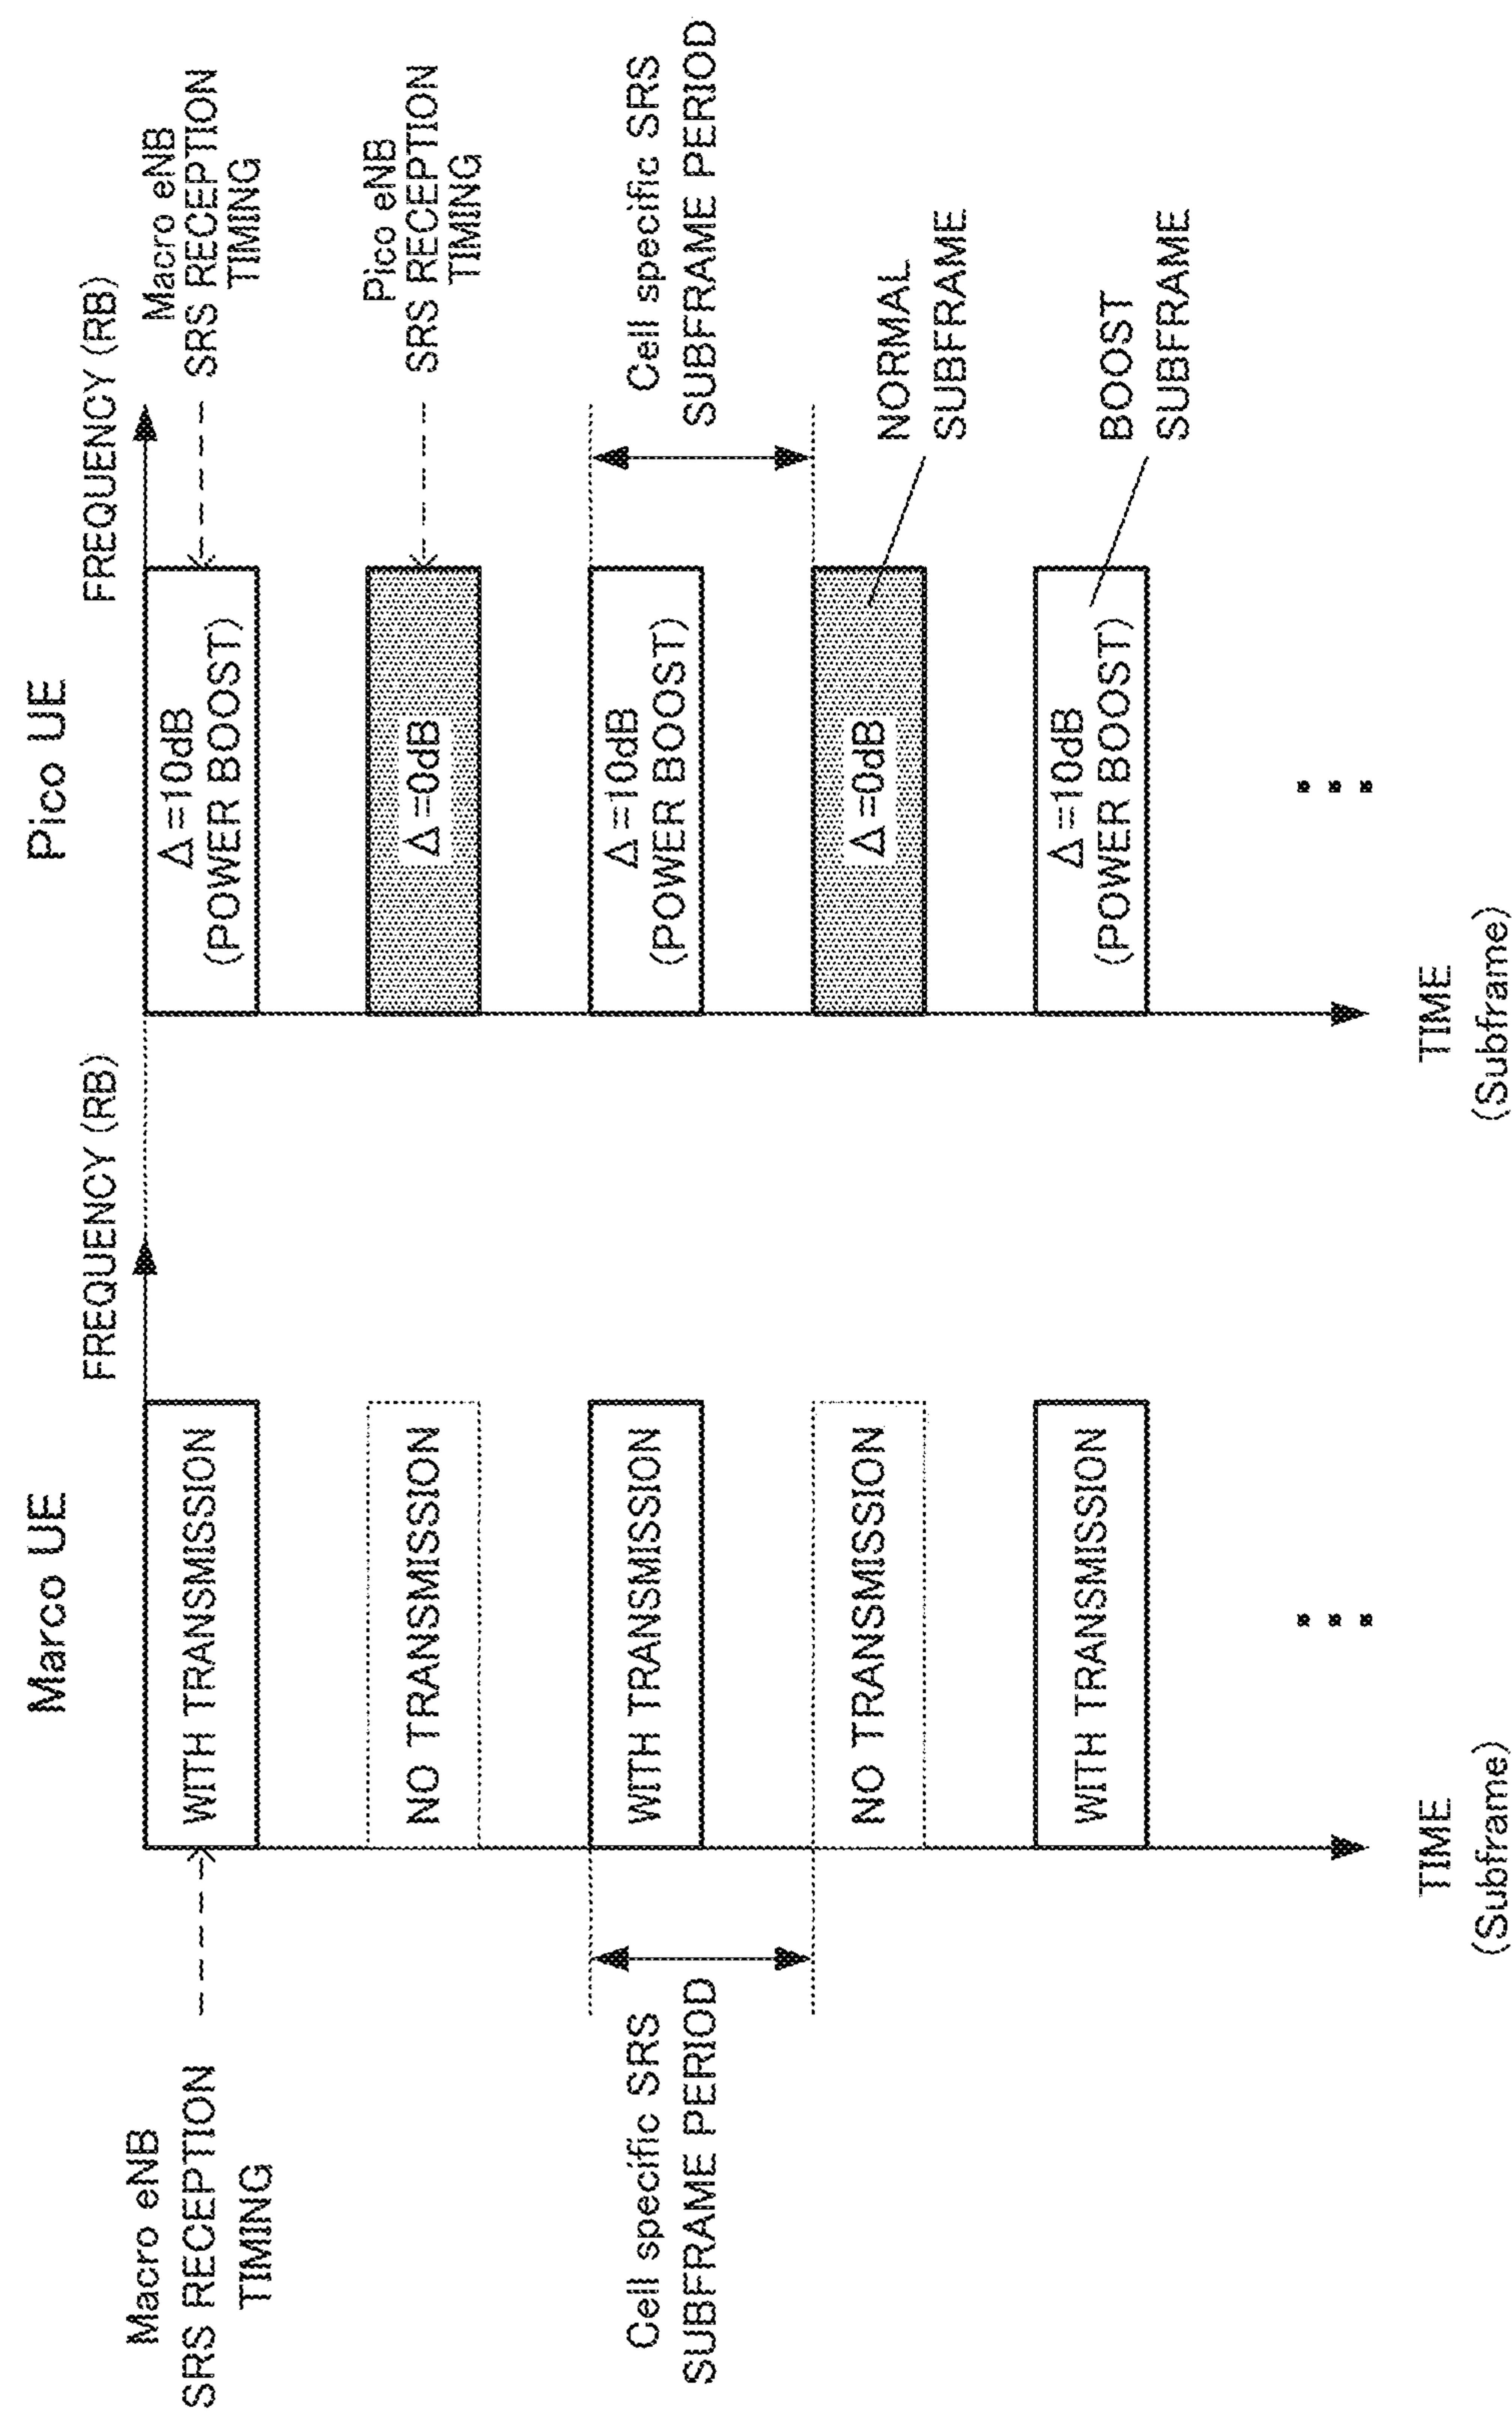 Marco UE
FREQUENCY (RB)
Macro eNB
SRS RECEPTION
TIMING
WITH TRANSMISSION
NO TRANSMISSION
Cell specific SRS
SUBFRAME PERIOD
WITH TRANSMISSION
NO TRANSMISSION
WITH TRANSMISSION
TIME
(Subframe)
Pico UE
FREQUENCY (RB)
Δ=10dB
(POWER BOOST)
Macro eNB
SRS RECEPTION
TIMING
Δ=0dB
Pico eNB
SRS RECEPTION
TIMING
Δ=10dB
(POWER BOOST)
Cell specific SRS
SUBFRAME PERIOD
Δ=0dB
NORMAL
SUBFRAME
Δ=10dB
(POWER BOOST)
BOOST
SUBFRAME
TIME
(Subframe)